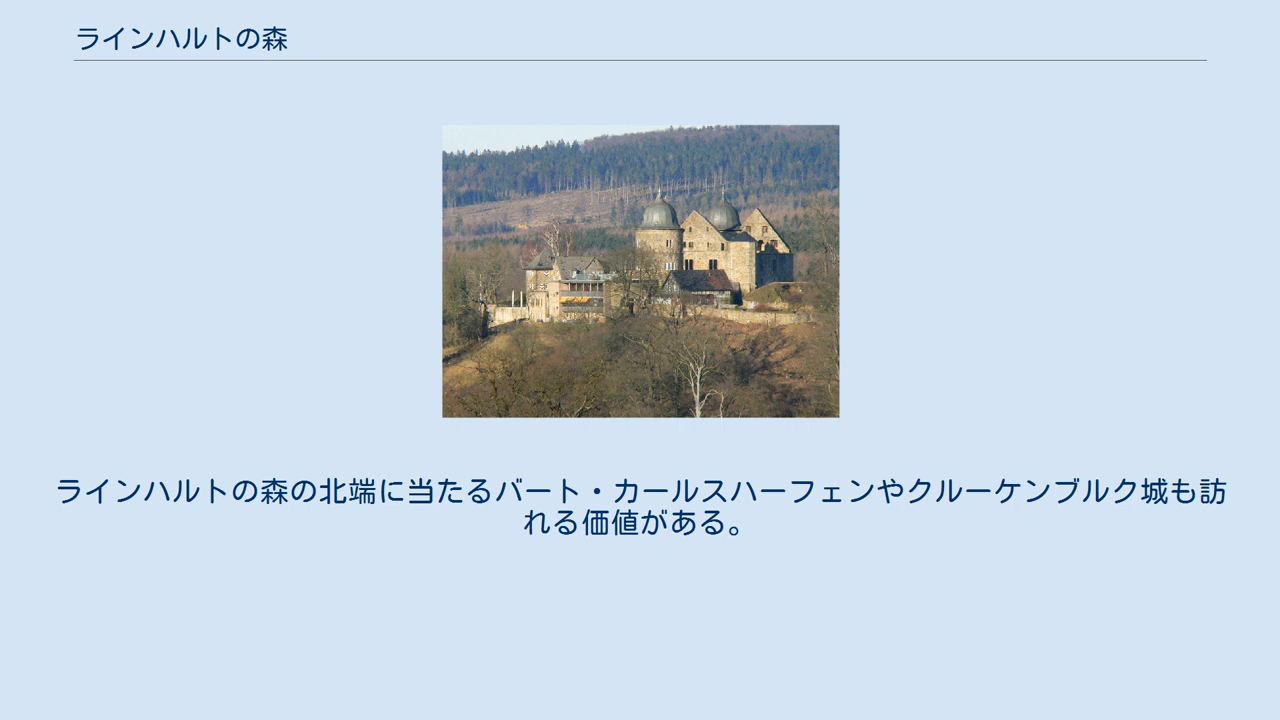 ラインハルトの森
ラインハルトの森の北端に当たるバート・カールスハーフェンやクルーケンブルク城も訪
れる価値がある。